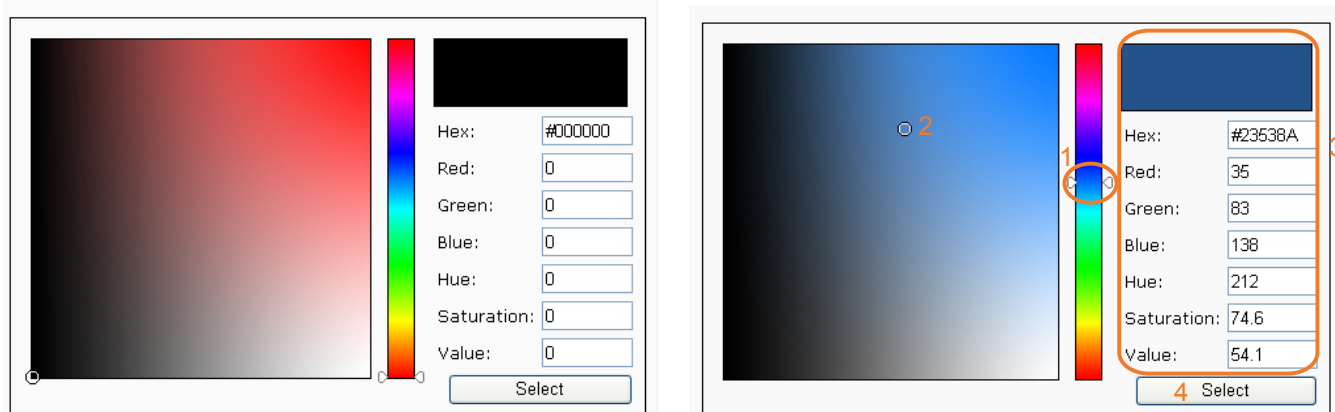 Hex: #000000
Red: 0
Green: 0
Blue: 0
Hue: 0
Saturation: 0
Value: 0
Select
2
1
Hex: #23538A
Red: 35
Green: 83
Blue: 138
Hue: 212
Saturation: 74.6
Value: 54.1
4 Select